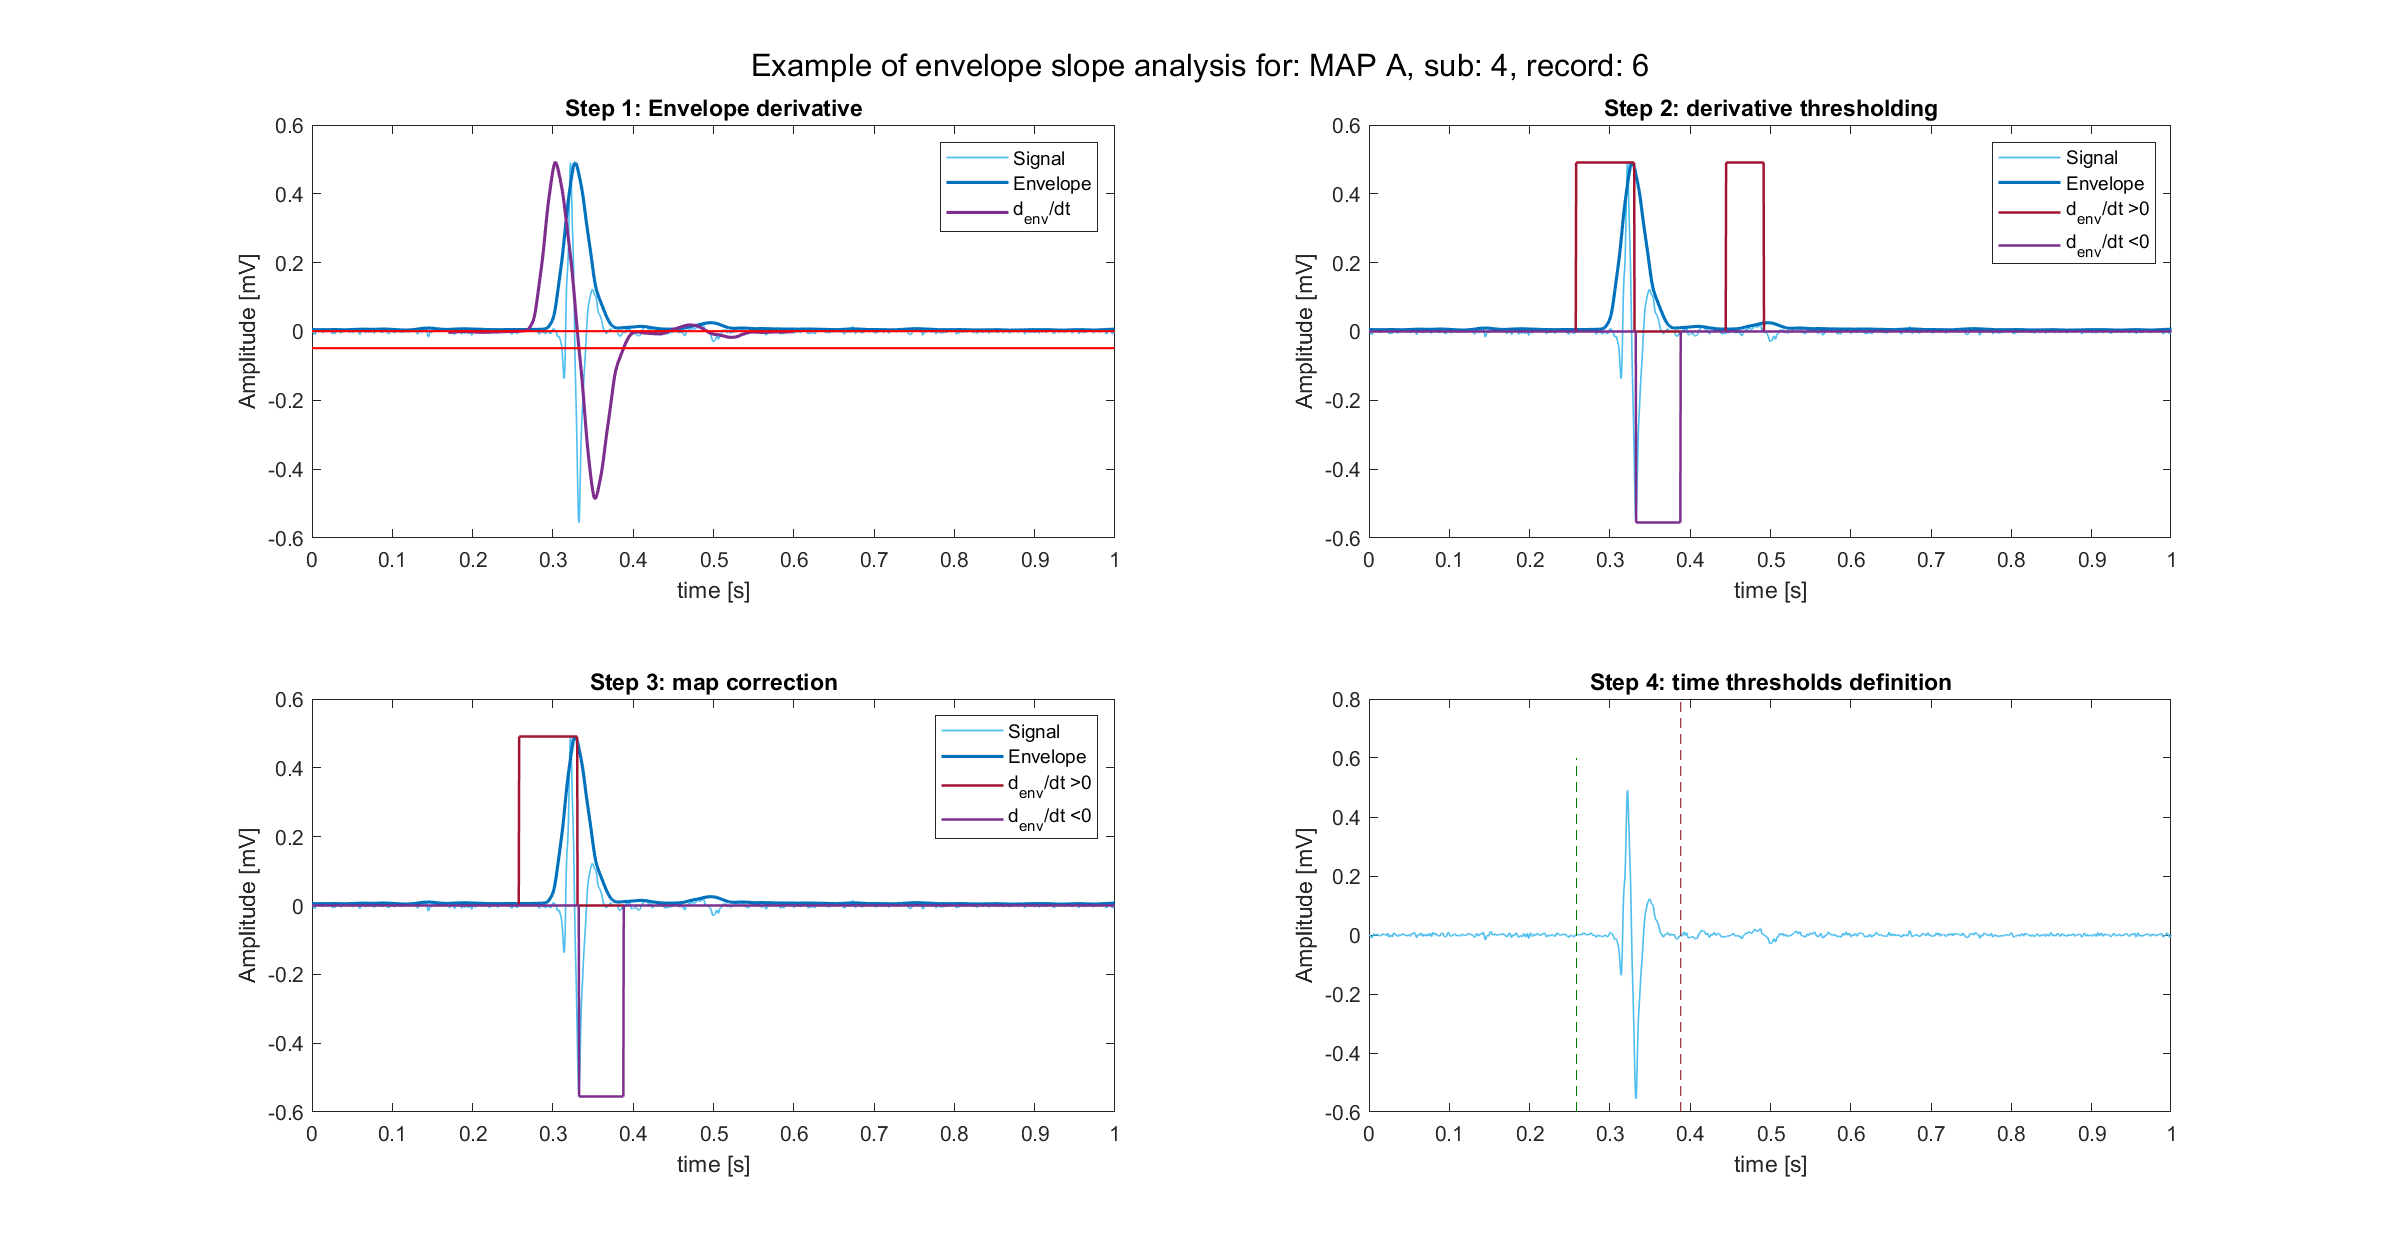 Example of envelope slope analysis for: MAP A, sub: 4, record: 6
Step 1: Envelope derivative
0.6
0.4
0.2
0
-0.2
-0.4
-0.6
Amplitude [mV]
0 0.1 0.2 0.3 0.4 0.5 0.6 0.7 0.8 0.9 1
time [s]
Signal
Envelope
d_env/dt
Step 2: derivative thresholding
0.6
0.4
0.2
0
-0.2
-0.4
-0.6
Amplitude [mV]
0 0.1 0.2 0.3 0.4 0.5 0.6 0.7 0.8 0.9 1
time [s]
Signal
Envelope
d_env/dt >0
d_env/dt <0
Step 3: map correction
0.6
0.4
0.2
0
-0.2
-0.4
-0.6
Amplitude [mV]
0 0.1 0.2 0.3 0.4 0.5 0.6 0.7 0.8 0.9 1
time [s]
Signal
Envelope
d_env/dt >0
d_env/dt <0
Step 4: time thresholds definition
0.8
0.6
0.4
0.2
0
-0.2
-0.4
-0.6
Amplitude [mV]
0 0.1 0.2 0.3 0.4 0.5 0.6 0.7 0.8 0.9 1
time [s]